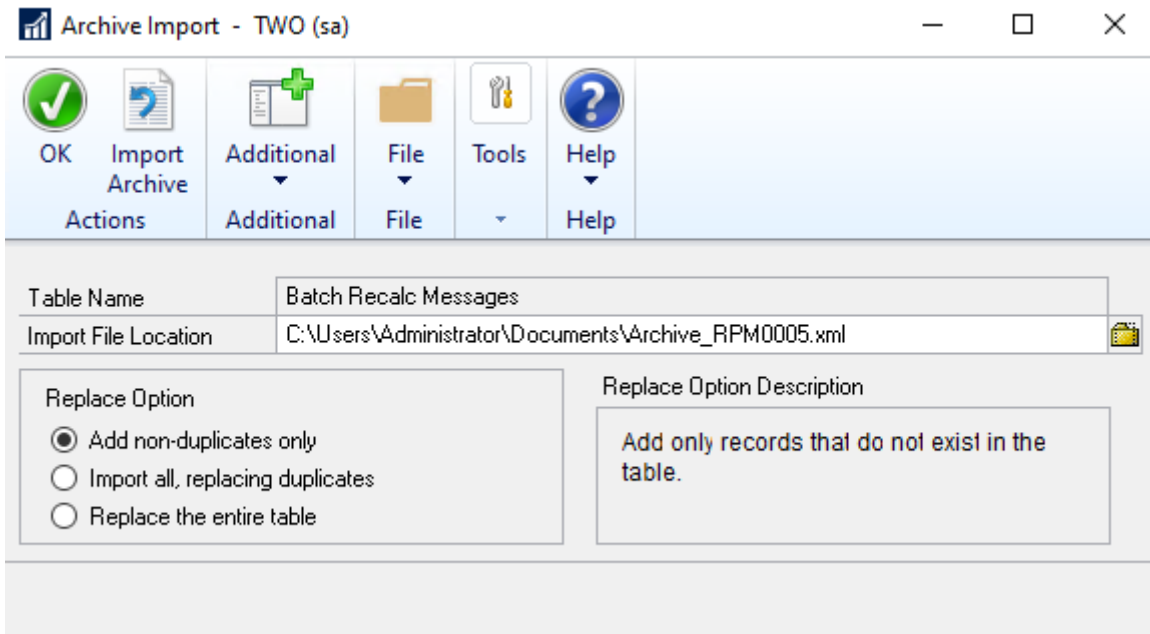 Archive Import - TWO (sa)
OK
Import
Archive
Additional
File
Tools
Help
Actions
Additional
File
Help
Table Name
Batch Recalc Messages
Import File Location
C:\Users\Administrator\Documents\Archive_RPM0005.xml
Replace Option
Add non-duplicates only
Import all, replacing duplicates
Replace the entire table
Replace Option Description
Add only records that do not exist in the
table.